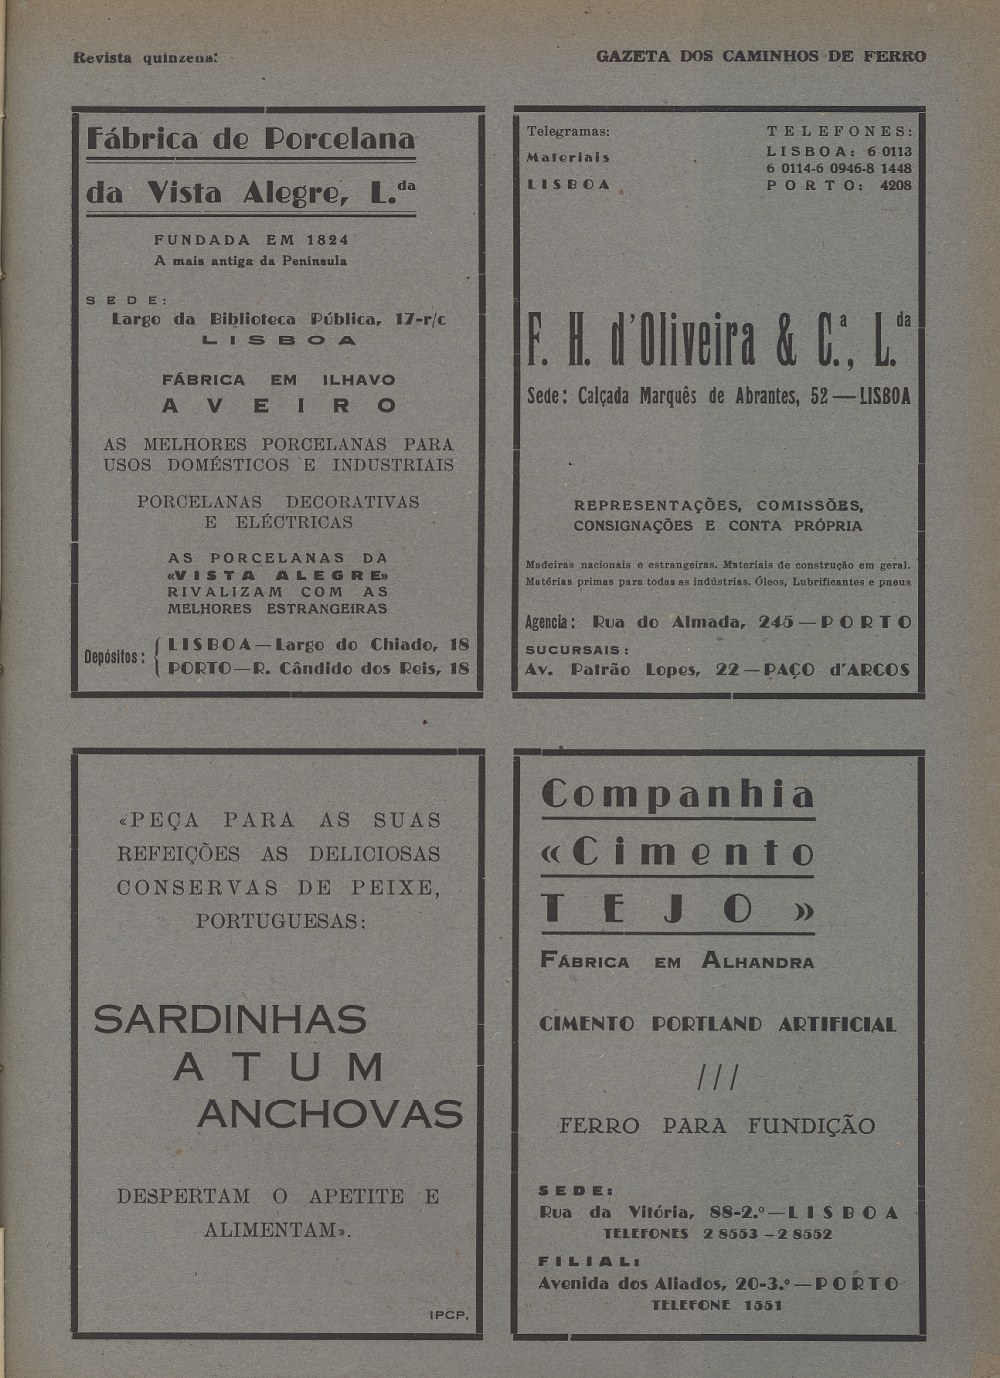 Revista quinzenal
GAZETA DOS CAMINHOS DE FERRO
Fábrica de Porcelana
da Vista Alegre, L.da
FUNDADA EM 1824
A mais antiga da Península
SEDE:
Largo da Biblioteca Pública, 17-r/c
LISBOA
FÁBRICA EM ILHAVO
AVEIRO
AS MELHORES PORCELANAS PARA
USOS DOMÉSTICOS E INDUSTRIAIS
PORCELANAS DECORATIVAS
E ELÉCTRICAS
AS PORCELANAS DA
«VISTA ALEGRE»
RIVALIZAM COM AS
MELHORES ESTRANGEIRAS
Depósitos: { LISBOA—Largo do Chiado, 18
PORTO—R. Cândido dos Reis, 18
Telegramas:
Materiais
LISBOA
TELEFONES:
LISBOA: 6 0113
6 0114-6 0946-8 1448
PORTO: 4208
F. H. d'Oliveira & C.a, L.da
Sede: Calçada Marquês de Abrantes, 52—LISBOA
REPRESENTAÇÕES, COMISSÕES,
CONSIGNAÇÕES E CONTA PRÓPRIA
Madeiras nacionais e estrangeiras. Materiais de construção em geral.
Matérias primas para todas as indústrias. Óleos, Lubrificantes e pneus
Agencia: Rua do Almada, 245—PORTO
SUCURSAIS:
Av. Patrão Lopes, 22—PAÇO d'ARCOS
«PEÇA PARA AS SUAS
REFEIÇÕES AS DELICIOSAS
CONSERVAS DE PEIXE,
PORTUGUESAS:
SARDINHAS
ATUM
ANCHOVAS
DESPERTAM O APETITE E
ALIMENTAM».
IPCP.
Companhia
«Cimento
TEJO»
FÁBRICA EM ALHANDRA
CIMENTO PORTLAND ARTIFICIAL
///
FERRO PARA FUNDIÇÃO
SEDE:
Rua da Vitória, 88-2.º—LISBOA
TELEFONES 2 8553 – 2 8552
FILIAL:
Avenida dos Aliados, 20-3.º—PORTO
TELEFONE 1551